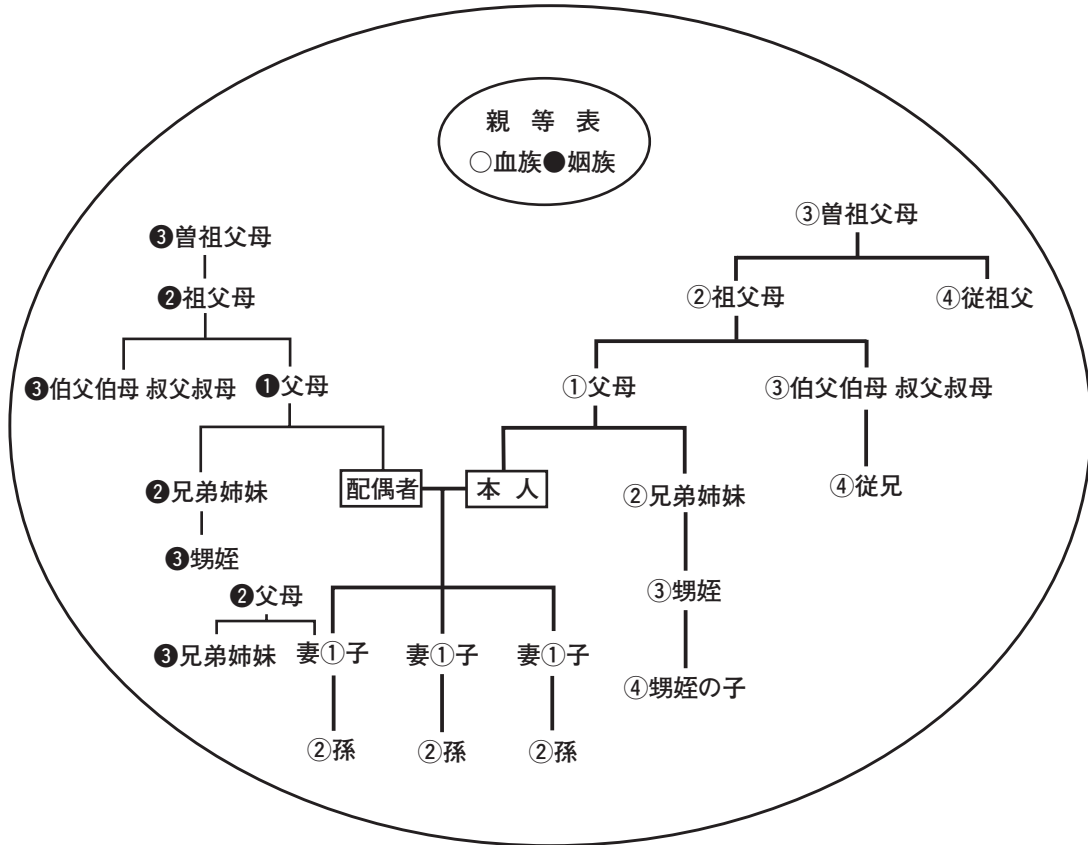 親 等 表
○血族●姻族
③曽祖父母
❸曽祖父母
❷祖父母
②祖父母
④従祖父
❸伯父伯母 叔父叔母
❶父母
①父母
③伯父伯母 叔父叔母
❷兄弟姉妹
配偶者
本 人
②兄弟姉妹
④従兄
❸甥姪
③甥姪
❷父母
❸兄弟姉妹
妻①子
妻①子
妻①子
④甥姪の子
②孫
②孫
②孫